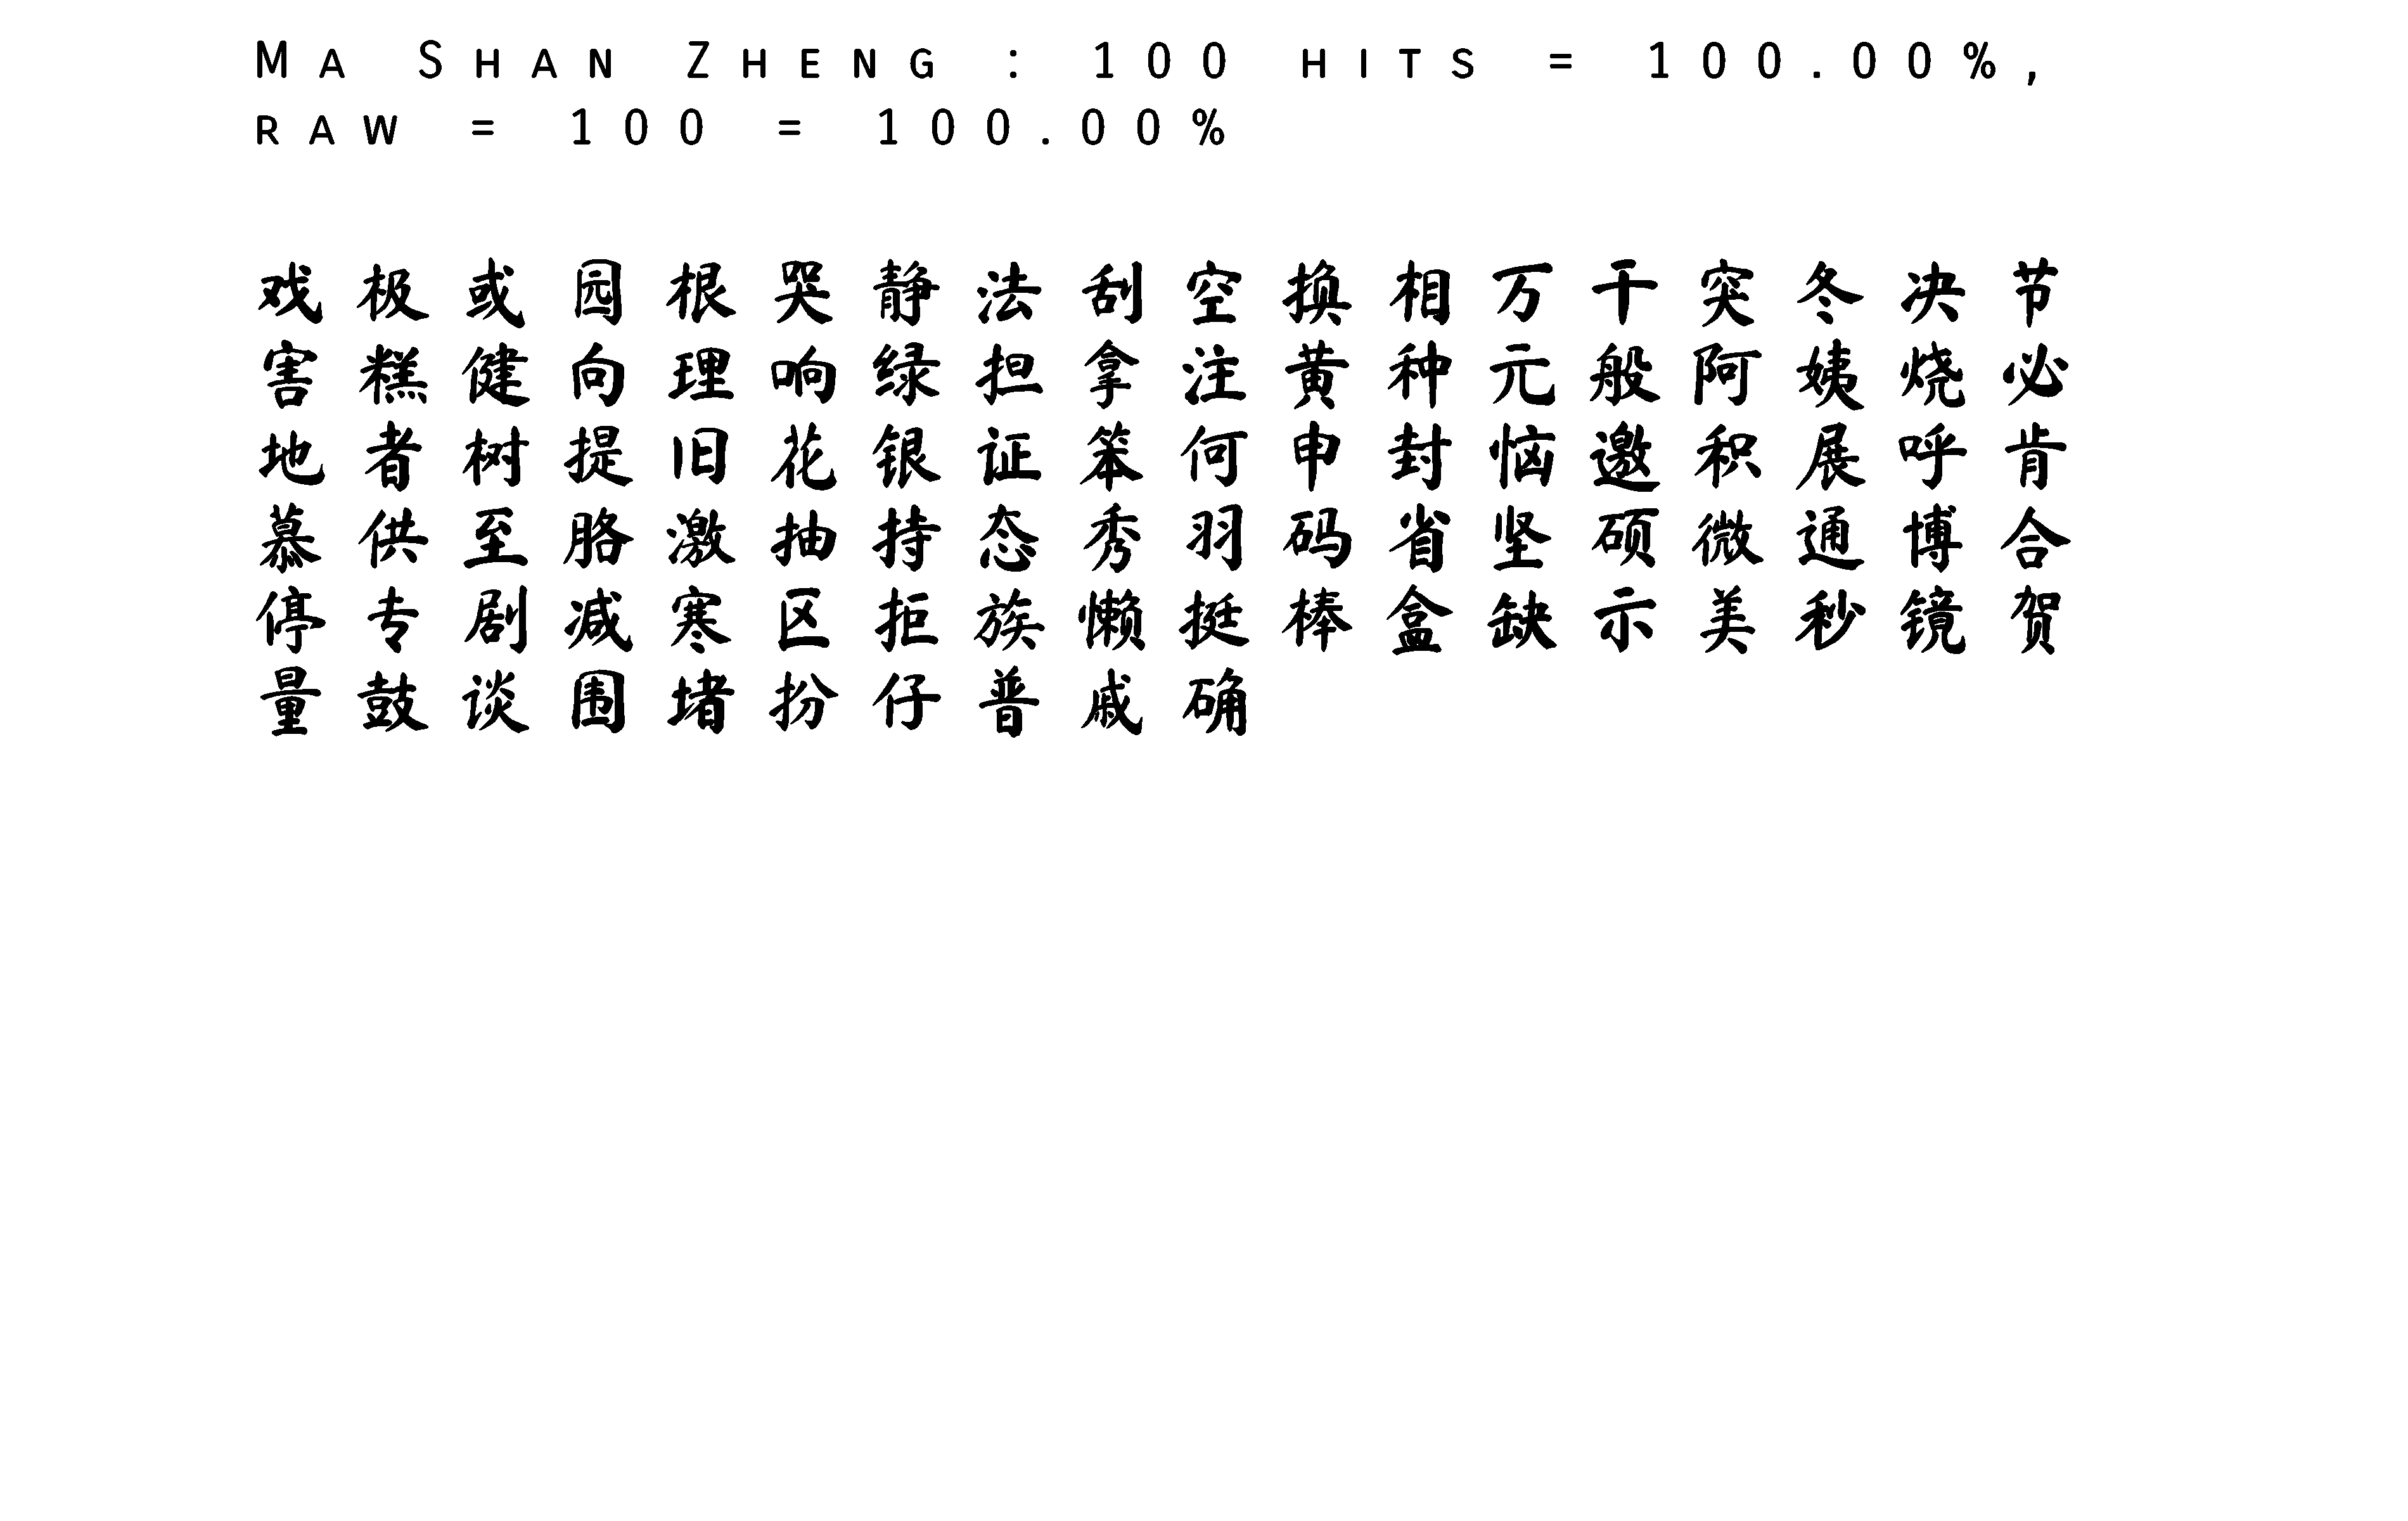 Ma Shan Zheng : 100 hits = 100.00%,
raw = 100 = 100.00%
戏极或园根哭静法刮空换相万干突冬决节
害糕健向理响绿担拿注黄种元般阿姨烧必
地者树提旧花银证笨何申封恼邀积展呼肯
慕供至胳激抽持态秀羽码省坚硕微通博合
停专剧减寒区拒族懒挺棒盒缺示美秒镜贺
量鼓谈围堵扮仔普戚确